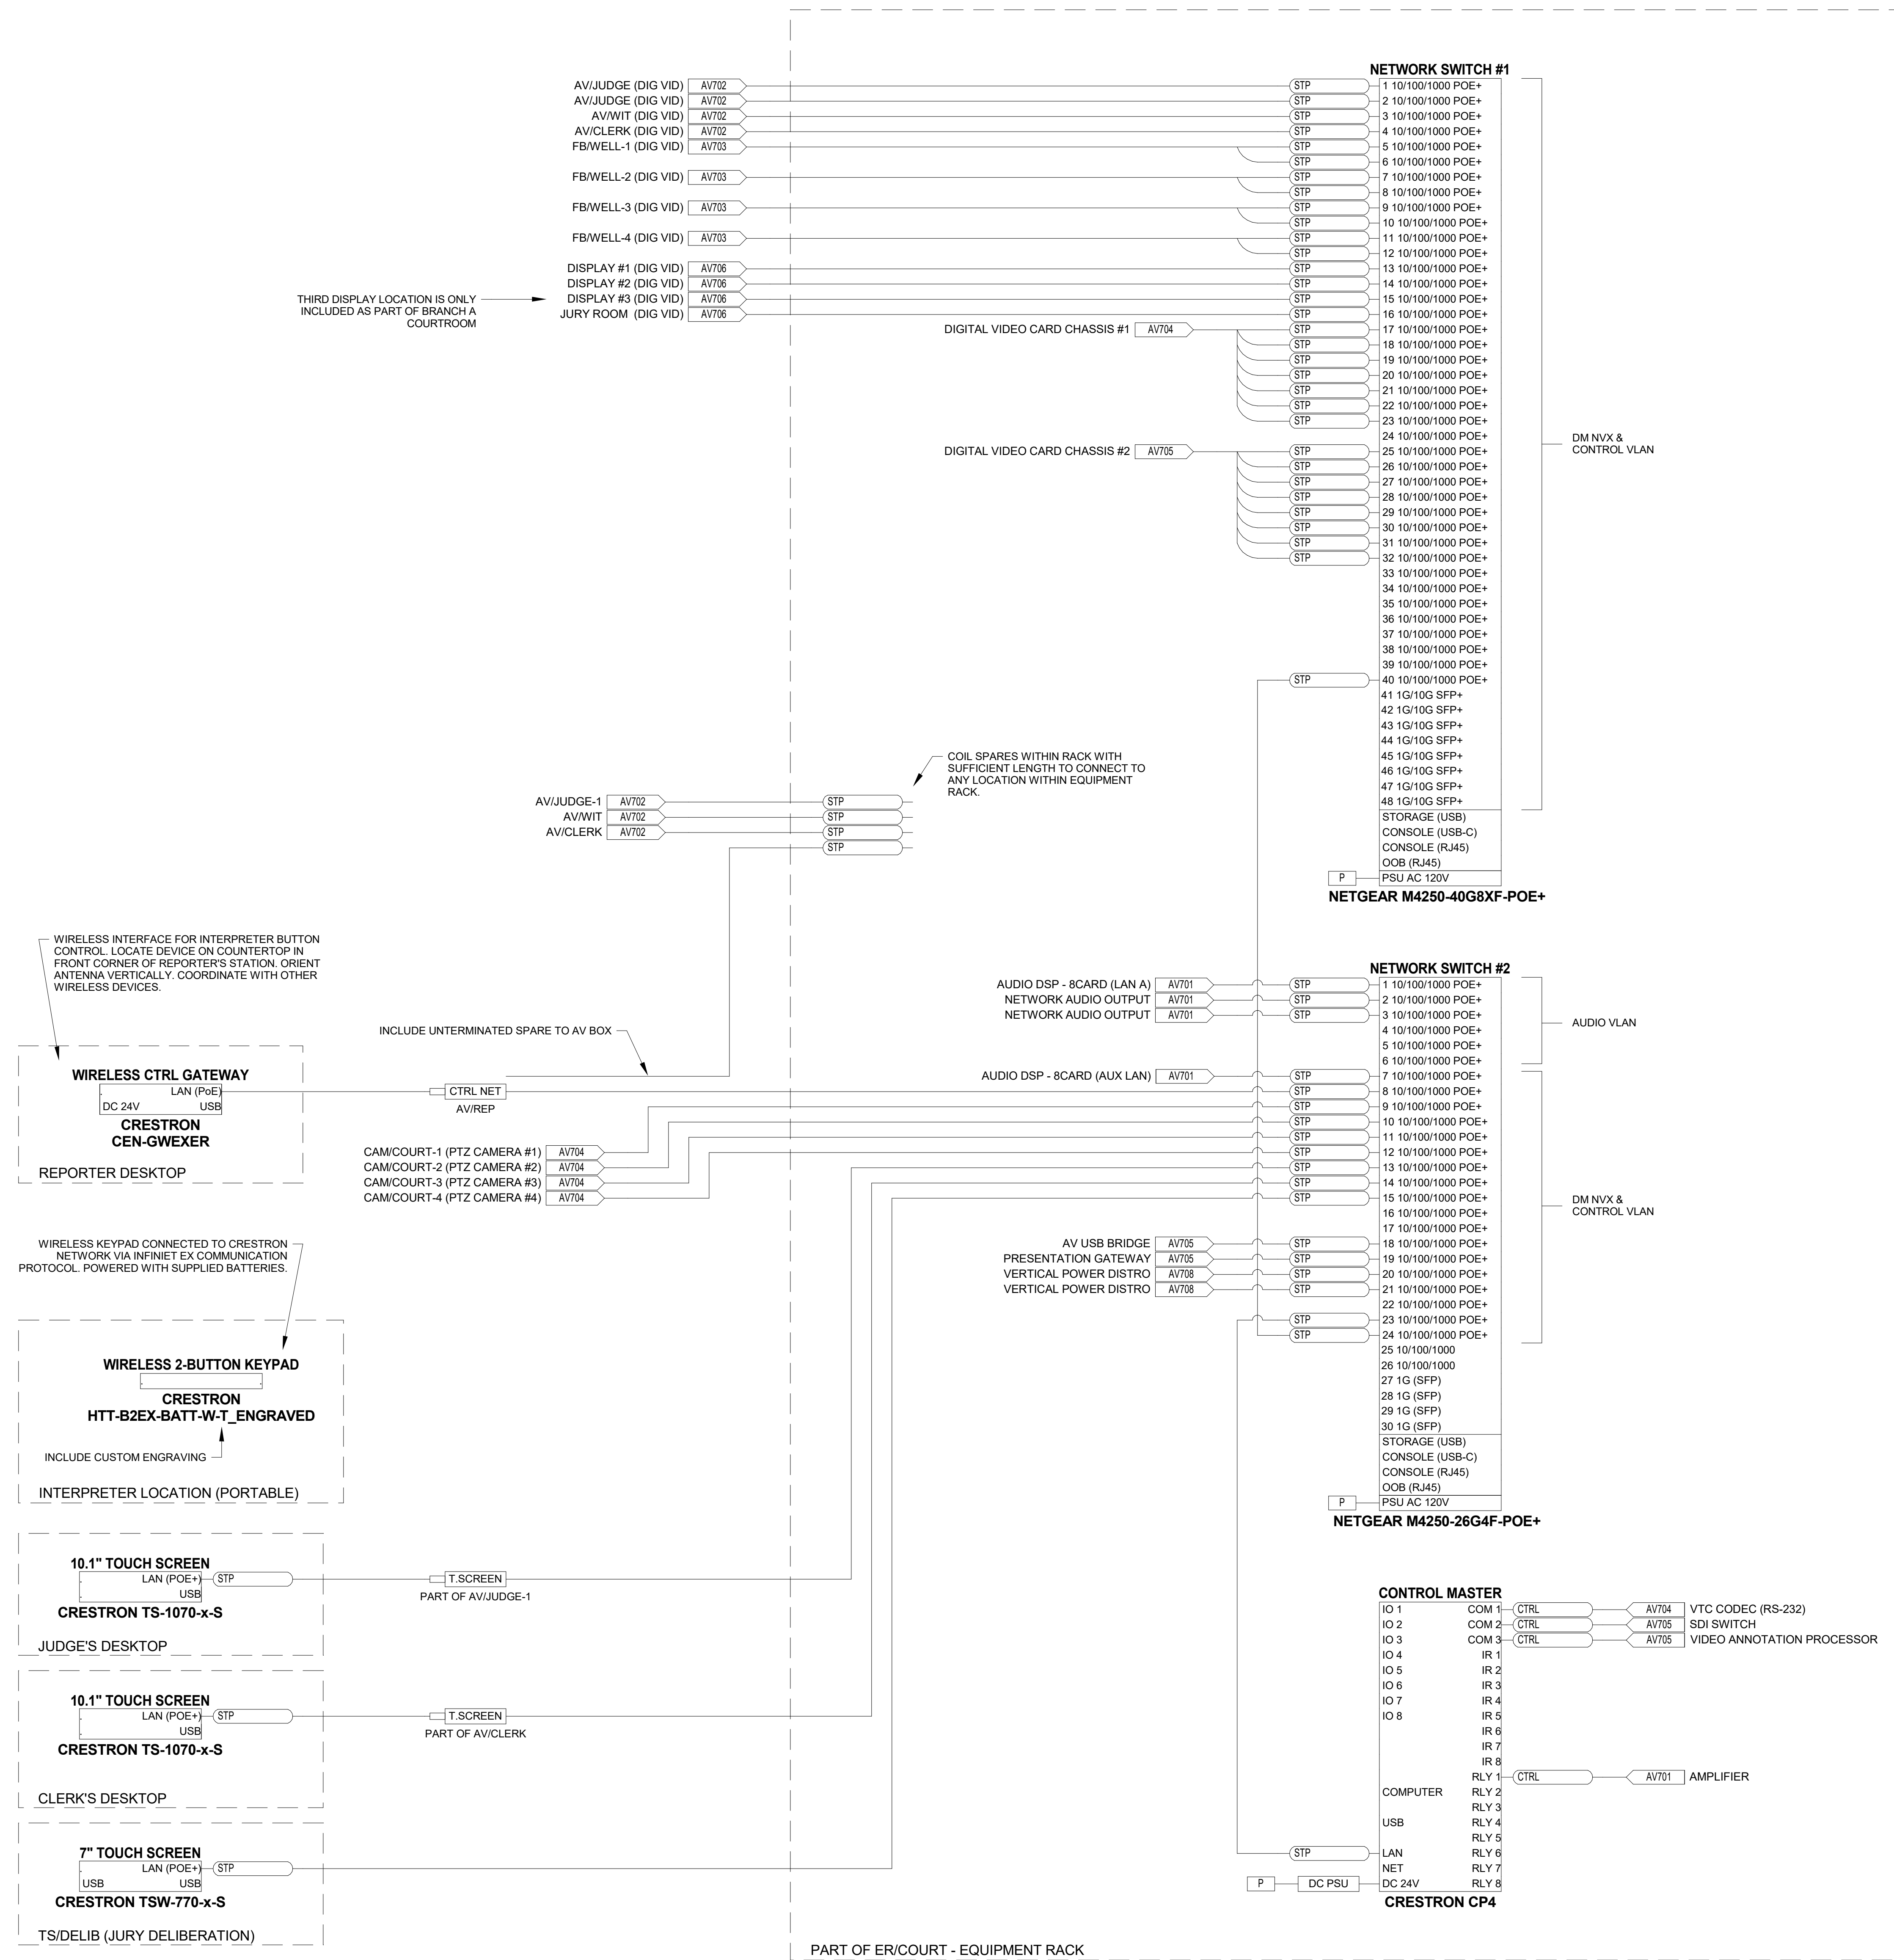 NETWORK SWITCH #1
AV/JUDGE (DIG VID) AV702 STP 1 10/100/1000 POE+
AV/JUDGE (DIG VID) AV702 STP 2 10/100/1000 POE+
AV/WIT (DIG VID) AV702 STP 3 10/100/1000 POE+
AV/CLERK (DIG VID) AV702 STP 4 10/100/1000 POE+
FB/WELL-1 (DIG VID) AV703 STP 5 10/100/1000 POE+
STP 6 10/100/1000 POE+
FB/WELL-2 (DIG VID) AV703 STP 7 10/100/1000 POE+
STP 8 10/100/1000 POE+
FB/WELL-3 (DIG VID) AV703 STP 9 10/100/1000 POE+
STP 10 10/100/1000 POE+
FB/WELL-4 (DIG VID) AV703 STP 11 10/100/1000 POE+
STP 12 10/100/1000 POE+
DISPLAY #1 (DIG VID) AV706 STP 13 10/100/1000 POE+
DISPLAY #2 (DIG VID) AV706 STP 14 10/100/1000 POE+
DISPLAY #3 (DIG VID) AV706 STP 15 10/100/1000 POE+
JURY ROOM (DIG VID) AV706 STP 16 10/100/1000 POE+
THIRD DISPLAY LOCATION IS ONLY
INCLUDED AS PART OF BRANCH A
COURTROOM
DIGITAL VIDEO CARD CHASSIS #1 AV704 STP 17 10/100/1000 POE+
STP 18 10/100/1000 POE+
STP 19 10/100/1000 POE+
STP 20 10/100/1000 POE+
STP 21 10/100/1000 POE+
STP 22 10/100/1000 POE+
STP 23 10/100/1000 POE+
24 10/100/1000 POE+
DIGITAL VIDEO CARD CHASSIS #2 AV705 STP 25 10/100/1000 POE+
STP 26 10/100/1000 POE+
STP 27 10/100/1000 POE+
STP 28 10/100/1000 POE+
STP 29 10/100/1000 POE+
STP 30 10/100/1000 POE+
STP 31 10/100/1000 POE+
STP 32 10/100/1000 POE+
33 10/100/1000 POE+
34 10/100/1000 POE+
35 10/100/1000 POE+
36 10/100/1000 POE+
37 10/100/1000 POE+
38 10/100/1000 POE+
39 10/100/1000 POE+
STP 40 10/100/1000 POE+
41 1G/10G SFP+
42 1G/10G SFP+
43 1G/10G SFP+
44 1G/10G SFP+
45 1G/10G SFP+
46 1G/10G SFP+
47 1G/10G SFP+
48 1G/10G SFP+
STORAGE (USB)
CONSOLE (USB-C)
CONSOLE (RJ45)
OOB (RJ45)
P PSU AC 120V
NETGEAR M4250-40G8XF-POE+
DM NVX &
CONTROL VLAN
COIL SPARES WITHIN RACK WITH
SUFFICIENT LENGTH TO CONNECT TO
ANY LOCATION WITHIN EQUIPMENT
RACK.
AV/JUDGE-1 AV702 STP
AV/WIT AV702 STP
AV/CLERK AV702 STP
STP
WIRELESS INTERFACE FOR INTERPRETER BUTTON
CONTROL. LOCATE DEVICE ON COUNTERTOP IN
FRONT CORNER OF REPORTER'S STATION. ORIENT
ANTENNA VERTICALLY. COORDINATE WITH OTHER
WIRELESS DEVICES.
INCLUDE UNTERMINATED SPARE TO AV BOX
WIRELESS CTRL GATEWAY
LAN (PoE)
DC 24V USB
CRESTRON
CEN-GWEXER
REPORTER DESKTOP
CTRL NET
AV/REP
NETWORK SWITCH #2
AUDIO DSP - 8CARD (LAN A) AV701 STP 1 10/100/1000 POE+
NETWORK AUDIO OUTPUT AV701 STP 2 10/100/1000 POE+
NETWORK AUDIO OUTPUT AV701 STP 3 10/100/1000 POE+
4 10/100/1000 POE+
5 10/100/1000 POE+
6 10/100/1000 POE+
AUDIO VLAN
AUDIO DSP - 8CARD (AUX LAN) AV701 STP 7 10/100/1000 POE+
STP 8 10/100/1000 POE+
STP 9 10/100/1000 POE+
STP 10 10/100/1000 POE+
STP 11 10/100/1000 POE+
STP 12 10/100/1000 POE+
STP 13 10/100/1000 POE+
STP 14 10/100/1000 POE+
STP 15 10/100/1000 POE+
16 10/100/1000 POE+
17 10/100/1000 POE+
AV USB BRIDGE AV705 STP 18 10/100/1000 POE+
PRESENTATION GATEWAY AV705 STP 19 10/100/1000 POE+
VERTICAL POWER DISTRO AV708 STP 20 10/100/1000 POE+
VERTICAL POWER DISTRO AV708 STP 21 10/100/1000 POE+
22 10/100/1000 POE+
STP 23 10/100/1000 POE+
STP 24 10/100/1000 POE+
25 10/100/1000
26 10/100/1000
27 1G (SFP)
28 1G (SFP)
29 1G (SFP)
30 1G (SFP)
STORAGE (USB)
CONSOLE (USB-C)
CONSOLE (RJ45)
OOB (RJ45)
P PSU AC 120V
NETGEAR M4250-26G4F-POE+
DM NVX &
CONTROL VLAN
CAM/COURT-1 (PTZ CAMERA #1) AV704
CAM/COURT-2 (PTZ CAMERA #2) AV704
CAM/COURT-3 (PTZ CAMERA #3) AV704
CAM/COURT-4 (PTZ CAMERA #4) AV704
WIRELESS KEYPAD CONNECTED TO CRESTRON
NETWORK VIA INFINIET EX COMMUNICATION
PROTOCOL. POWERED WITH SUPPLIED BATTERIES.
WIRELESS 2-BUTTON KEYPAD
CRESTRON
HTT-B2EX-BATT-W-T_ENGRAVED
INCLUDE CUSTOM ENGRAVING
INTERPRETER LOCATION (PORTABLE)
10.1" TOUCH SCREEN
LAN (POE+) STP
USB
CRESTRON TS-1070-x-S
JUDGE'S DESKTOP
T.SCREEN
PART OF AV/JUDGE-1
10.1" TOUCH SCREEN
LAN (POE+) STP
USB
CRESTRON TS-1070-x-S
CLERK'S DESKTOP
T.SCREEN
PART OF AV/CLERK
7" TOUCH SCREEN
LAN (POE+) STP
USB USB
CRESTRON TSW-770-x-S
TS/DELIB (JURY DELIBERATION)
CONTROL MASTER
IO 1 COM 1 CTRL AV704 VTC CODEC (RS-232)
IO 2 COM 2 CTRL AV705 SDI SWITCH
IO 3 COM 3 CTRL AV705 VIDEO ANNOTATION PROCESSOR
IO 4 IR 1
IO 5 IR 2
IO 6 IR 3
IO 7 IR 4
IO 8 IR 5
IR 6
IR 7
IR 8
RLY 1 CTRL AV701 AMPLIFIER
COMPUTER RLY 2
RLY 3
USB RLY 4
RLY 5
STP LAN RLY 6
NET RLY 7
P DC PSU DC 24V RLY 8
CRESTRON CP4
PART OF ER/COURT - EQUIPMENT RACK